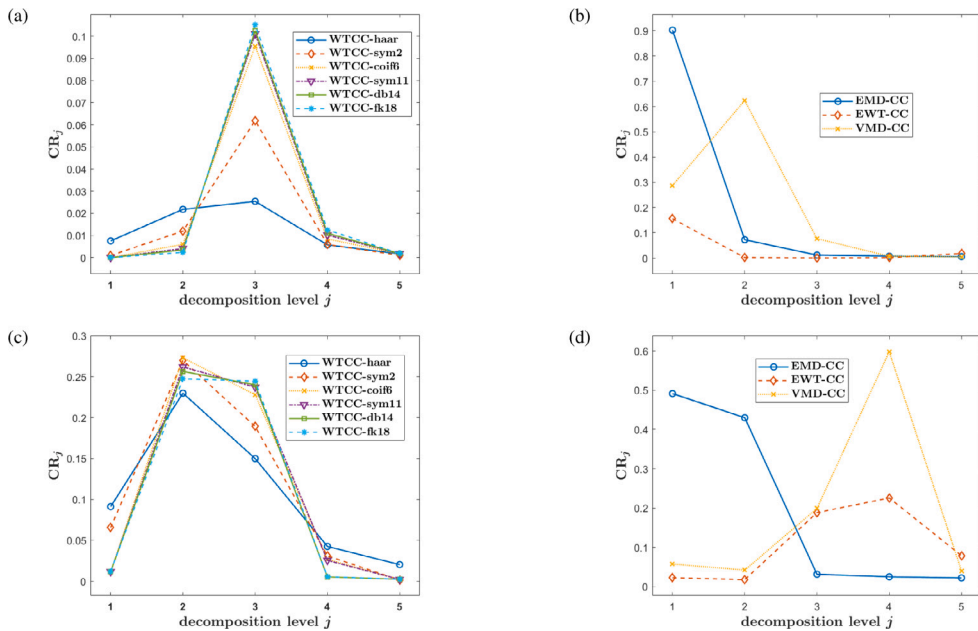 (a)
0.1
0.09
0.08
0.07
0.06
0.05
0.04
0.03
0.02
0.01
0
CR_j
1 2 3 4 5
decomposition level j
WTCC-haar
WTCC-sym2
WTCC-coif6
WTCC-sym11
WTCC-db14
WTCC-fk18
(b)
0.9
0.8
0.7
0.6
0.5
0.4
0.3
0.2
0.1
0
CR_j
1 2 3 4 5
decomposition level j
EMD-CC
EWT-CC
VMD-CC
(c)
0.3
0.25
0.2
0.15
0.1
0.05
0
CR_j
1 2 3 4 5
decomposition level j
WTCC-haar
WTCC-sym2
WTCC-coif6
WTCC-sym11
WTCC-db14
WTCC-fk18
(d)
0.6
0.5
0.4
0.3
0.2
0.1
0
CR_j
1 2 3 4 5
decomposition level j
EMD-CC
EWT-CC
VMD-CC